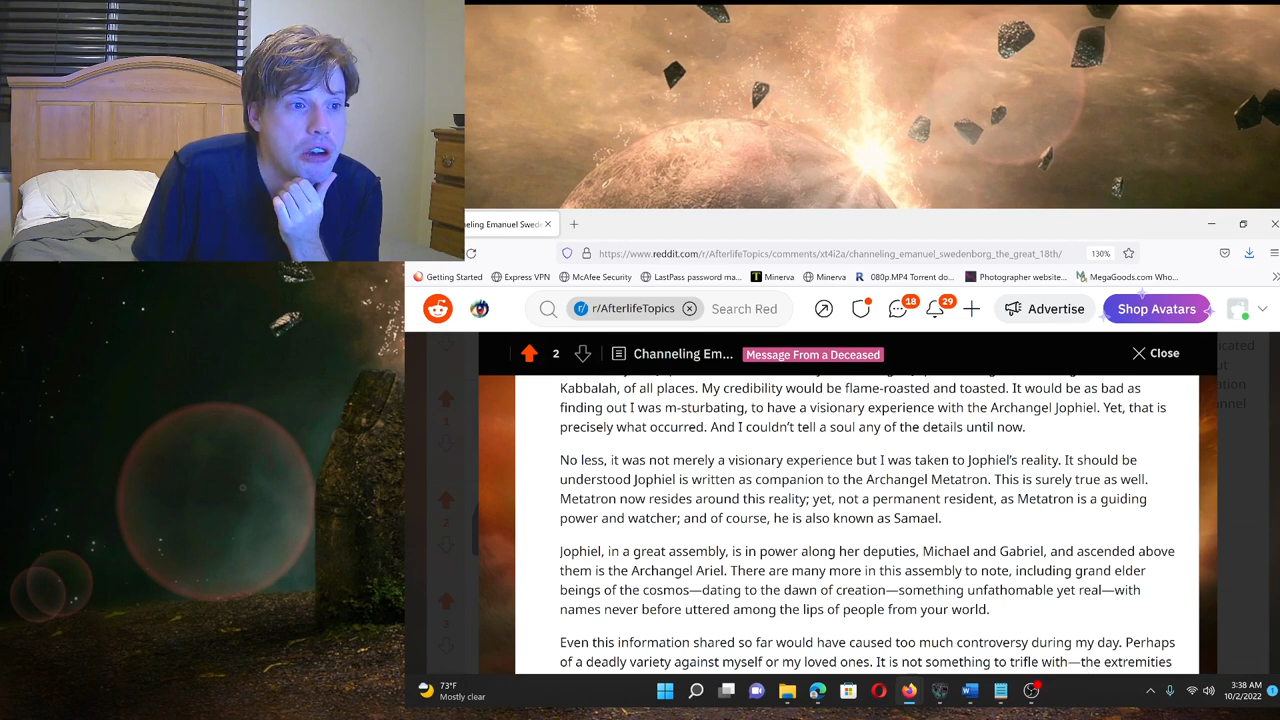 neling Emanuel Swede
https://www.reddit.com/r/AfterlifeTopics/comments/xt4i2a/channeling_emanuel_swedenborg_the_great_18th/
130%
Getting Started
Express VPN
McAfee Security
LastPass password ma...
Minerva
Minerva
080p.MP4 Torrent do...
Photographer website...
MegaGoods.com Who...
r/AfterlifeTopics
Search Red
18
29
Advertise
Shop Avatars
2
Channeling Em...
Message From a Deceased
Close
Kabbalah, of all places. My credibility would be flame-roasted and toasted. It would be as bad as
finding out I was m-sturbating, to have a visionary experience with the Archangel Jophiel. Yet, that is
precisely what occurred. And I couldn't tell a soul any of the details until now.
No less, it was not merely a visionary experience but I was taken to Jophiel's reality. It should be
understood Jophiel is written as companion to the Archangel Metatron. This is surely true as well.
Metatron now resides around this reality; yet, not a permanent resident, as Metatron is a guiding
power and watcher; and of course, he is also known as Samael.
Jophiel, in a great assembly, is in power along her deputies, Michael and Gabriel, and ascended above
them is the Archangel Ariel. There are many more in this assembly to note, including grand elder
beings of the cosmos—dating to the dawn of creation—something unfathomable yet real—with
names never before uttered among the lips of people from your world.
Even this information shared so far would have caused too much controversy during my day. Perhaps
of a deadly variety against myself or my loved ones. It is not something to trifle with—the extremities
73°F
Mostly clear
3:38 AM
10/2/2022